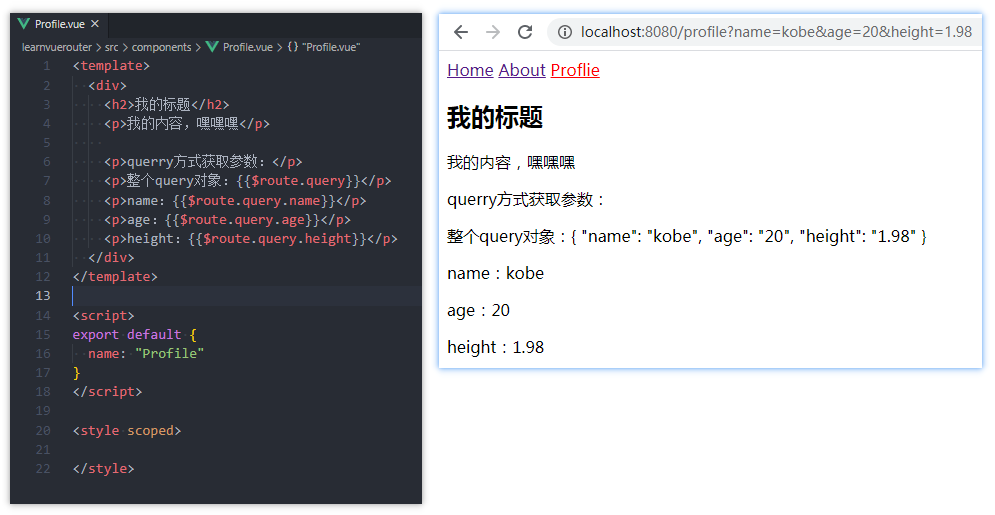 Profile.vue ×
learnvuerouter > src > components > Profile.vue > {} "Profile.vue"
1 <template>
2 <div>
3 <h2>我的标题</h2>
4 <p>我的内容，嘿嘿嘿</p>
5
6 <p>querry方式获取参数：</p>
7 <p>整个query对象：{{$route.query}}</p>
8 <p>name：{{$route.query.name}}</p>
9 <p>age：{{$route.query.age}}</p>
10 <p>height：{{$route.query.height}}</p>
11 </div>
12 </template>
13
14 <script>
15 export default {
16 name: "Profile"
17 }
18 </script>
19
20 <style scoped>
21
22 </style>
localhost:8080/profile?name=kobe&age=20&height=1.98
Home About Proflie
我的标题
我的内容，嘿嘿嘿
querry方式获取参数：
整个query对象：{ "name": "kobe", "age": "20", "height": "1.98" }
name：kobe
age：20
height：1.98